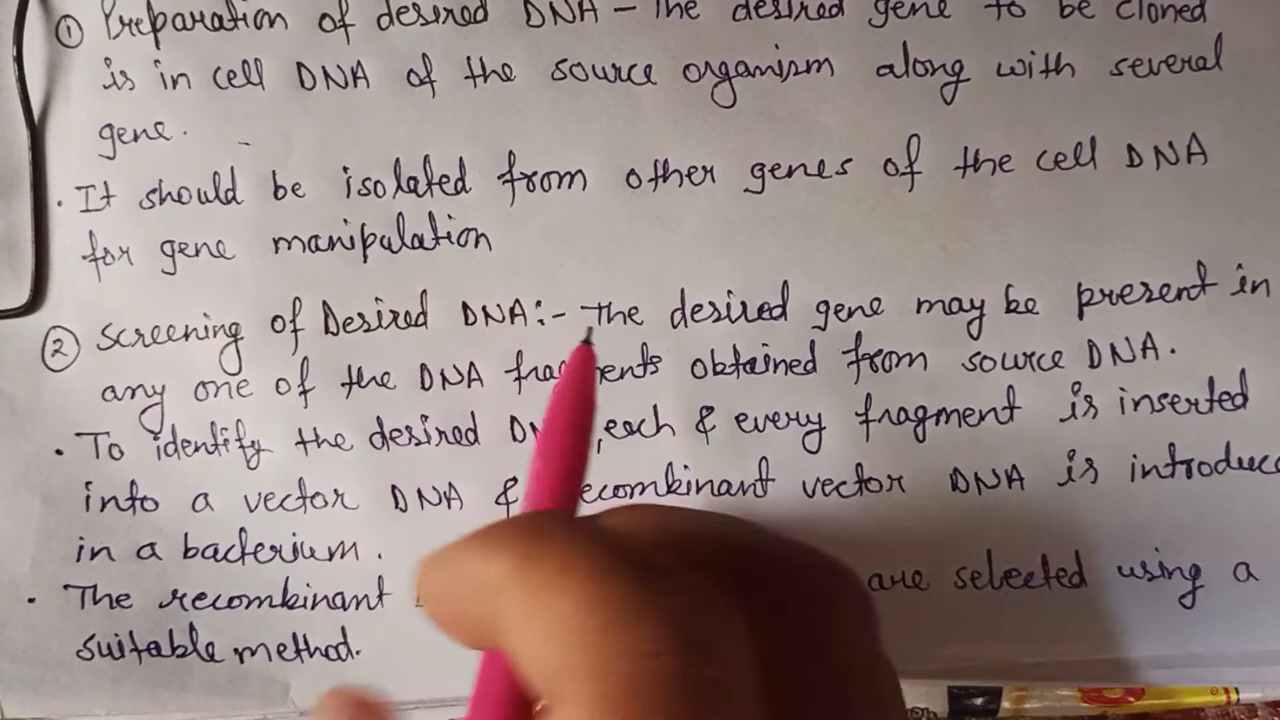 ① Preparation of desired DNA - The desired gene to be cloned
is in cell DNA of the source organism along with several
gene.
. It should be isolated from other genes of the cell DNA
for gene manipulation
② Screening of Desired DNA:- The desired gene may be present in
any one of the DNA fragments obtained from source DNA.
. To identify the desired DNA, each & every fragment is inserted
into a vector DNA & recombinant vector DNA is introduce
in a bacterium.
. The recombinant are selected using a
suitable method.